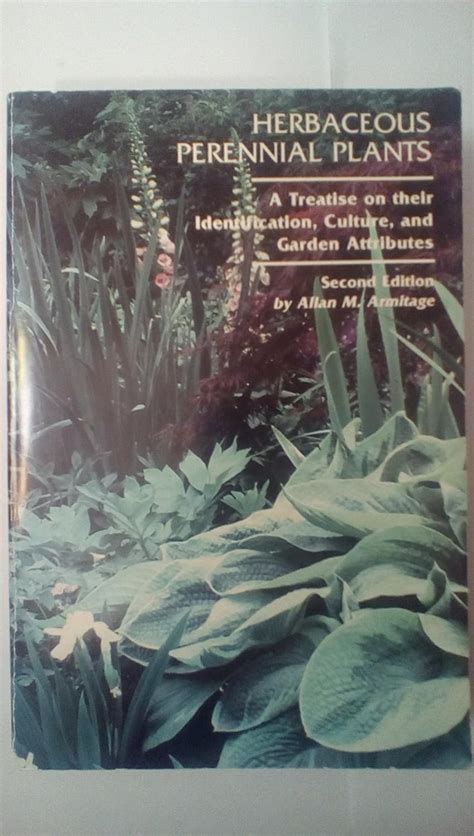 HERBACEOUS
PERENNIAL PLANTS
A Treatise on their
Identification, Culture, and
Garden Attributes
Second Edition
by Allan M. Armitage